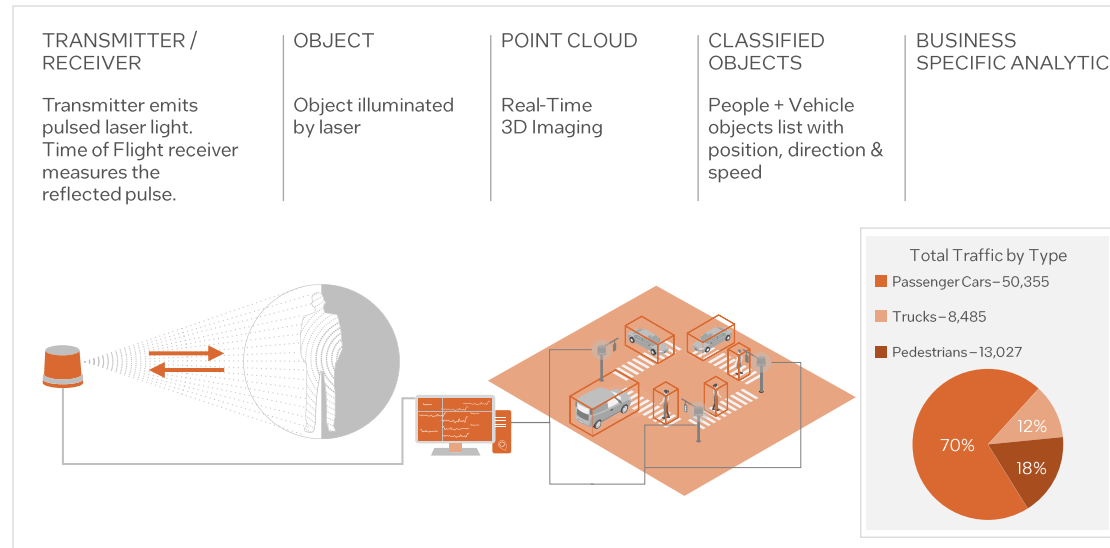 TRANSMITTER /
RECEIVER
Transmitter emits
pulsed laser light.
Time of Flight receiver
measures the
reflected pulse.
OBJECT
Object illuminated
by laser
POINT CLOUD
Real-Time
3D Imaging
CLASSIFIED
OBJECTS
People + Vehicle
objects list with
position, direction &
speed
BUSINESS
SPECIFIC ANALYTIC
Total Traffic by Type
Passenger Cars – 50,355
Trucks – 8,485
Pedestrians – 13,027
70%
12%
18%